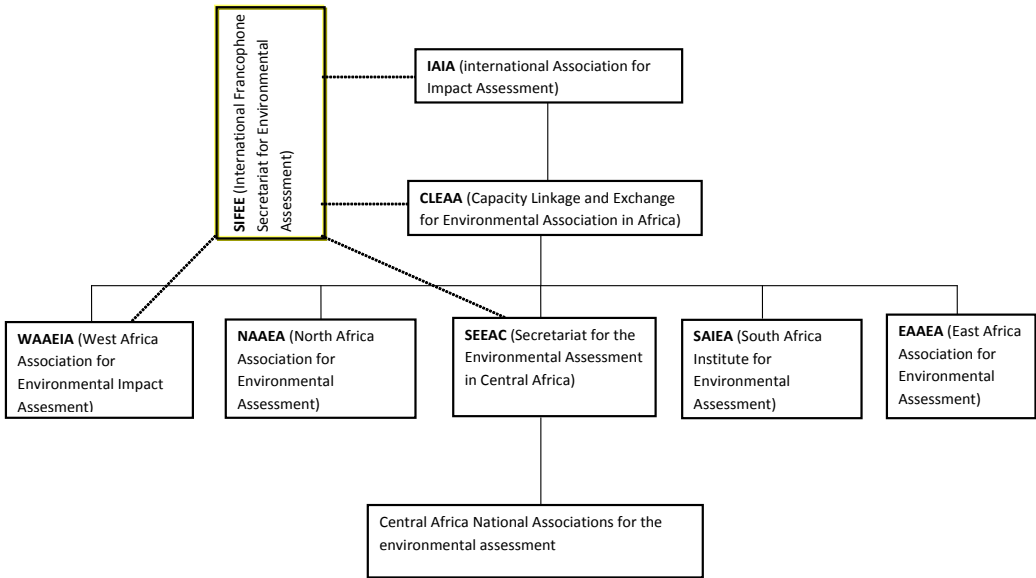 SIFEE (International Francophone
Secretariat for Environmental
Assessment)
IAIA (international Association for
Impact Assessment)
CLEAA (Capacity Linkage and Exchange
for Environmental Association in Africa)
WAAEIA (West Africa
Association for
Environmental Impact
Assesment)
NAAEA (North Africa
Association for
Environmental
Assessment)
SEEAC (Secretariat for the
Environmental Assessment
in Central Africa)
SAIEA (South Africa
Institute for
Environmental
Assessment)
EAAEA (East Africa
Association for
Environmental
Assessment)
Central Africa National Associations for the
environmental assessment